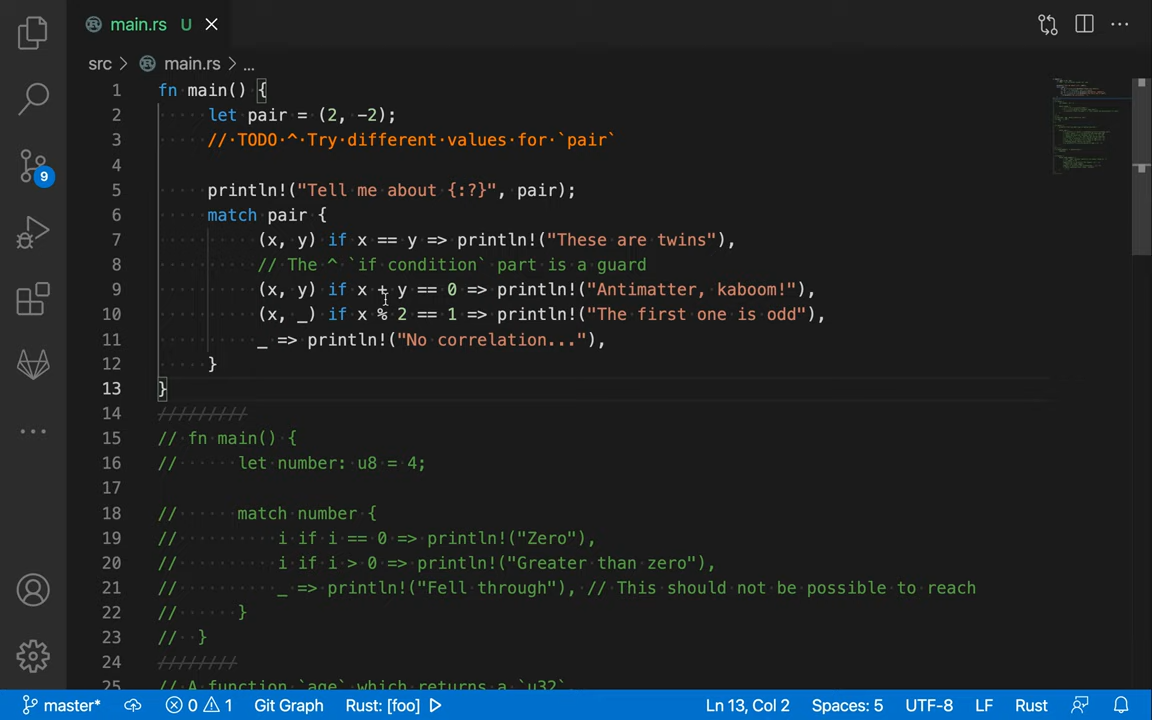 main.rs U
src > main.rs > ...
1 fn main() {
2 let pair = (2, -2);
3 // TODO ^ Try different values for `pair`
4
5 println!("Tell me about {:?}", pair);
6 match pair {
7 (x, y) if x == y => println!("These are twins"),
8 // The ^ `if condition` part is a guard
9 (x, y) if x + y == 0 => println!("Antimatter, kaboom!"),
10 (x, _) if x % 2 == 1 => println!("The first one is odd"),
11 _ => println!("No correlation..."),
12 }
13 }
14 /////////
15 // fn main() {
16 // let number: u8 = 4;
17
18 // match number {
19 // i if i == 0 => println!("Zero"),
20 // i if i > 0 => println!("Greater than zero"),
21 // _ => println!("Fell through"), // This should not be possible to reach
22 // }
23 // }
24 ////////
25 // A function `age` which returns a `u32`.
9
master* 0 1 Git Graph Rust: [foo] Ln 13, Col 2 Spaces: 5 UTF-8 LF Rust